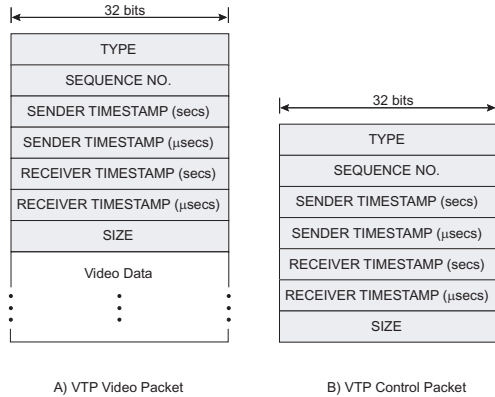 32 bits
TYPE
SEQUENCE NO.
SENDER TIMESTAMP (secs)
SENDER TIMESTAMP (μsecs)
RECEIVER TIMESTAMP (secs)
RECEIVER TIMESTAMP (μsecs)
SIZE
Video Data
A) VTP Video Packet
32 bits
TYPE
SEQUENCE NO.
SENDER TIMESTAMP (secs)
SENDER TIMESTAMP (μsecs)
RECEIVER TIMESTAMP (secs)
RECEIVER TIMESTAMP (μsecs)
SIZE
B) VTP Control Packet